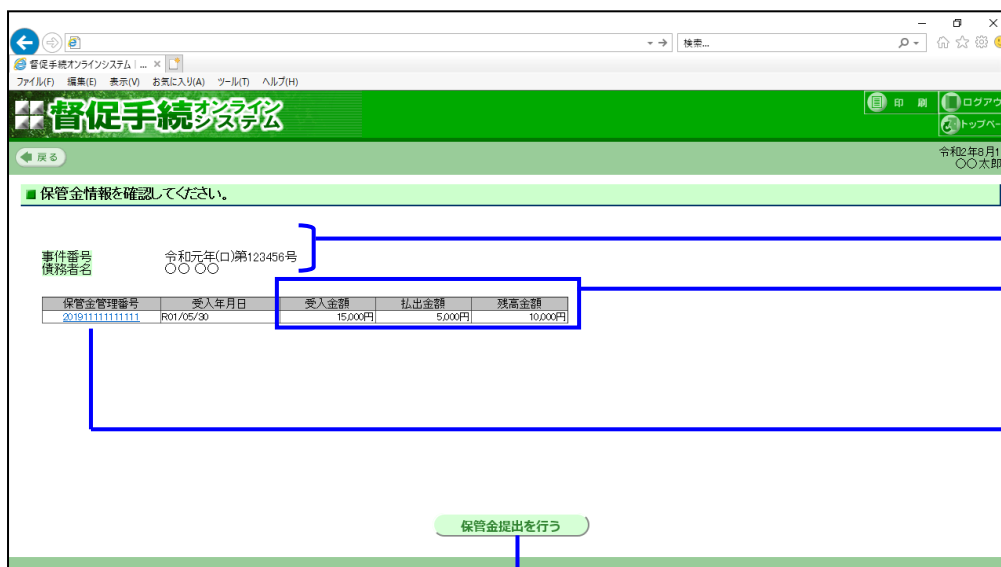 検索...
督促手続オンラインシステム | ...
ファイル(F) 編集(E) 表示(V) お気に入り(A) ツール(T) ヘルプ(H)
督促手続オンラインシステム
印 刷
ログアウ
トップペー
戻る
令和2年8月1
〇〇太郎
保管金情報を確認してください。
事件番号 令和元年(ロ)第123456号
債務者名 〇〇 〇〇
保管金管理番号 受入年月日 受入金額 払出金額 残高金額
201911111111111 R01/05/30 15,000円 5,000円 10,000円
保管金提出を行う